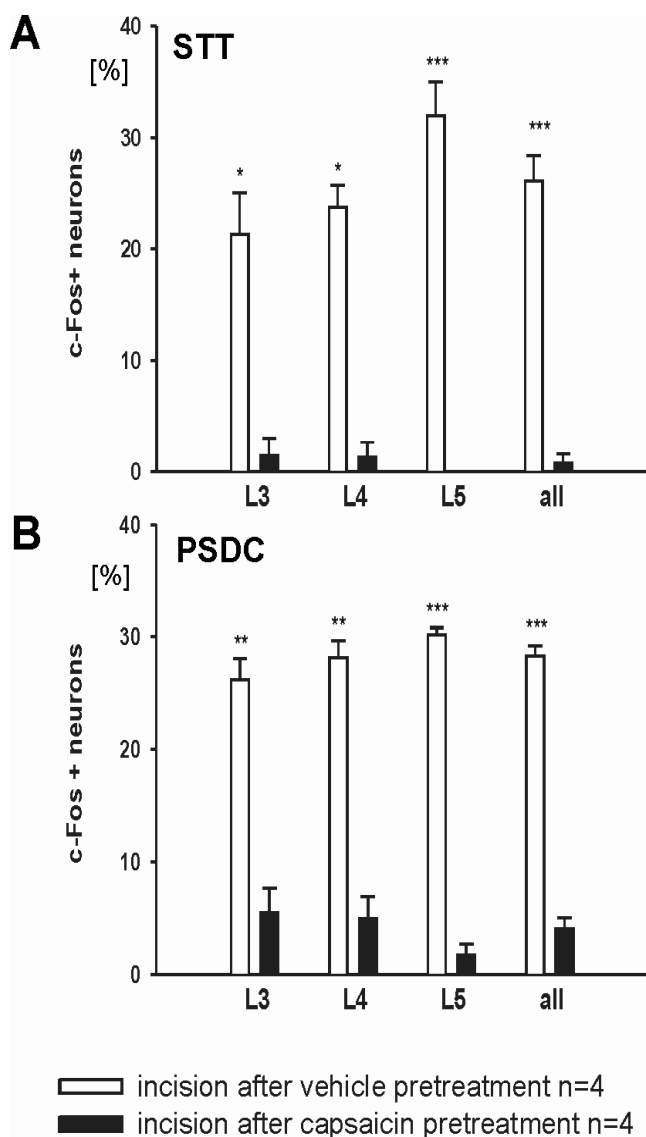 A
STT
40
[%]
30
20
10
0
c-Fos+ neurons
*
*
***
***
L3
L4
L5
all
B
PSDC
40
[%]
30
20
10
0
c-Fos + neurons
**
**
***
***
L3
L4
L5
all
incision after vehicle pretreatment n=4
incision after capsaicin pretreatment n=4